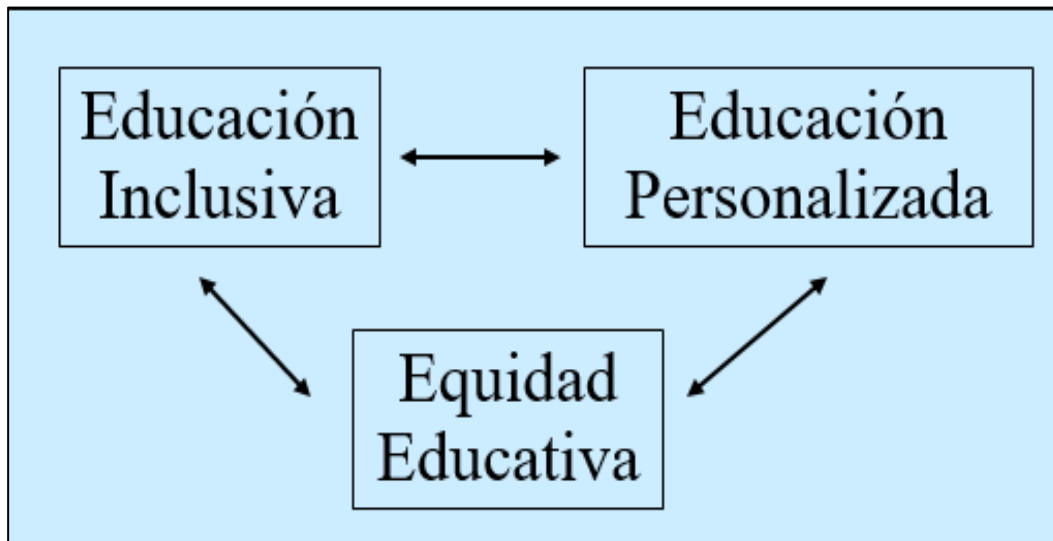 Educación
Inclusiva
Educación
Personalizada
Equidad
Educativa